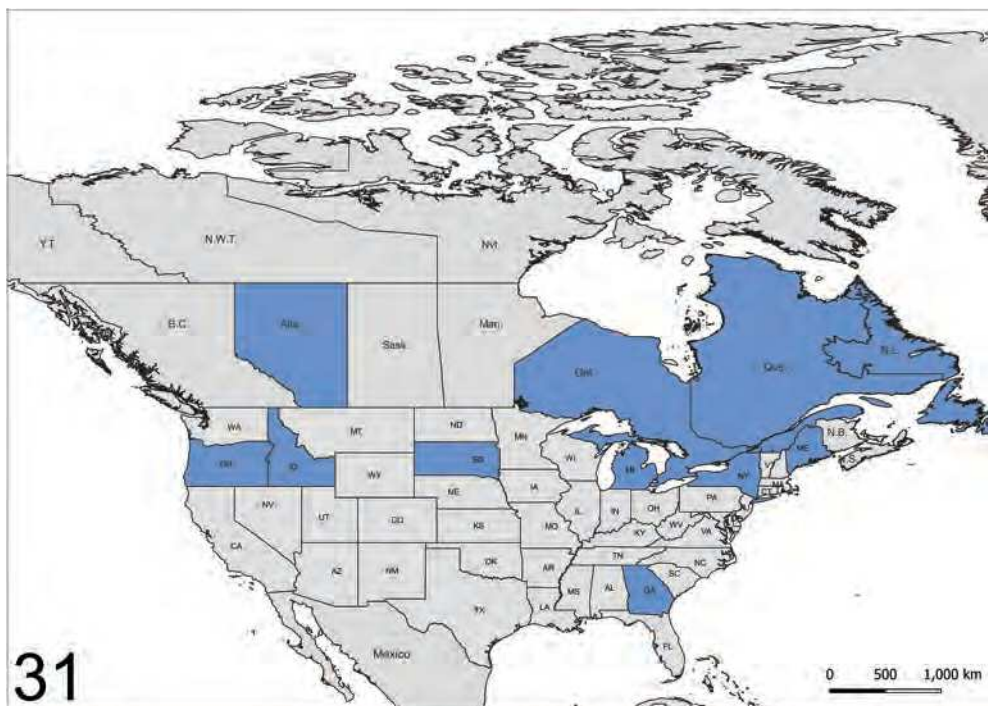 Y.T.
N.W.T.
Nvt.
B.C.
Alta.
Sask.
Man.
Ont.
Que.
N.L.
N.B.
N.S.
WA
MT
ND
MN
OR
ID
WY
SD
WI
MI
NY
VT
ME
MA
CT
NV
UT
CO
NE
IA
IL
IN
OH
PA
CA
AZ
NM
KS
MO
KY
WV
VA
OK
AR
TN
NC
SC
TX
LA
MS
AL
GA
FL
Mexico
31
0 500 1,000 km